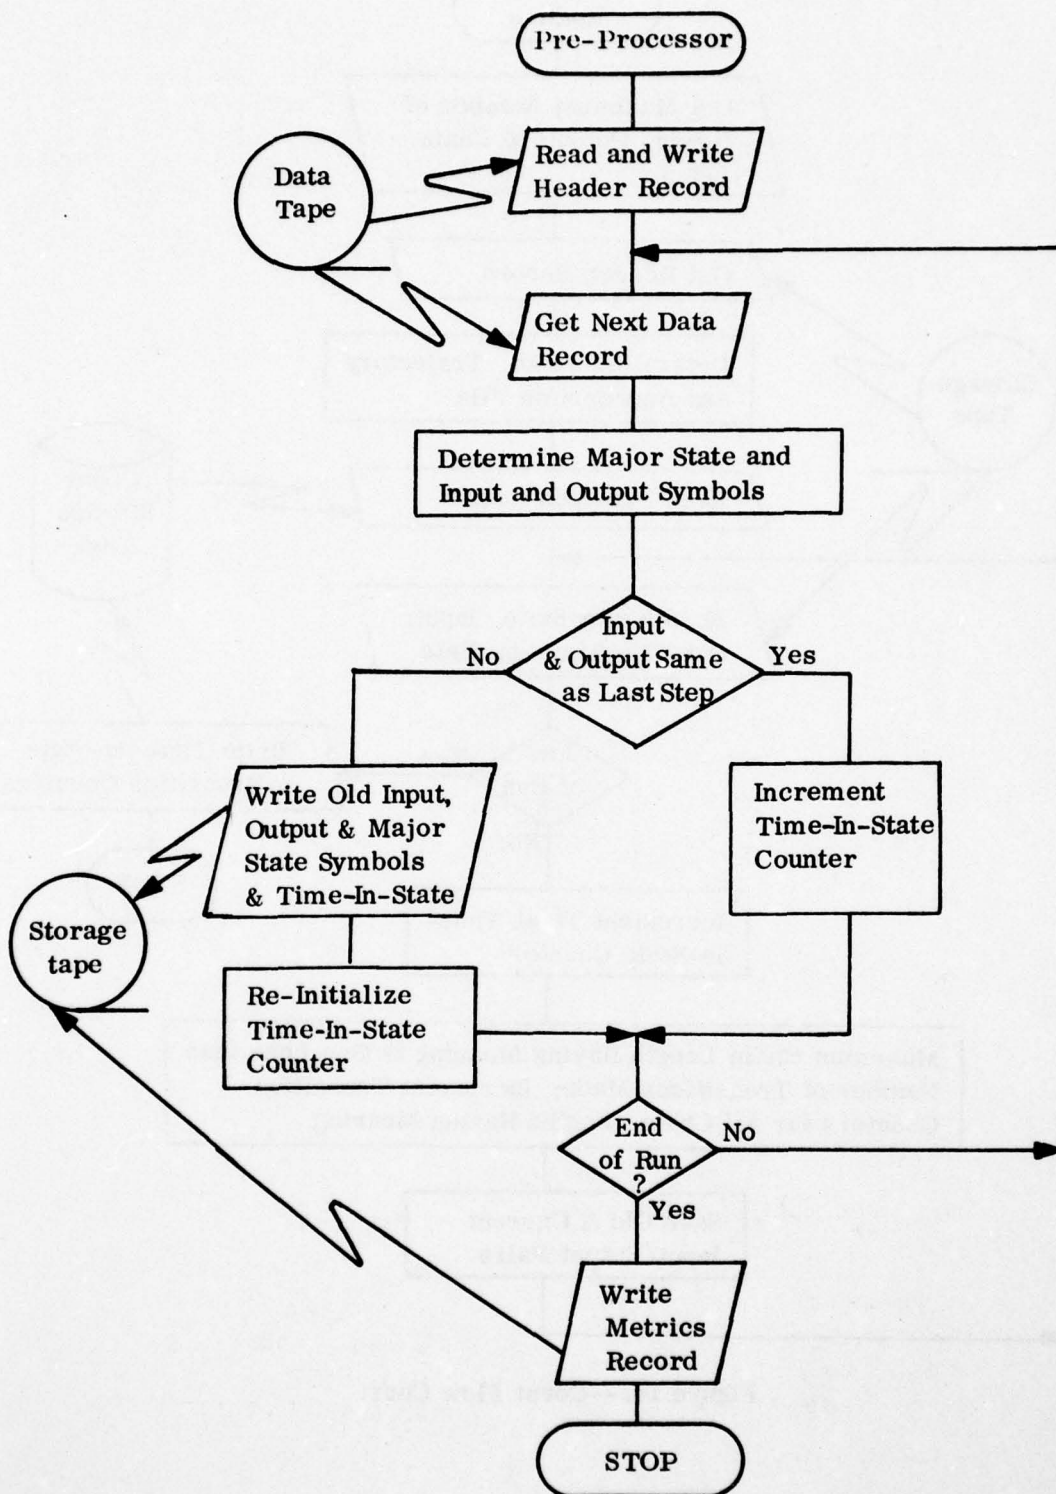 Pre-Processor
Read and Write
Header Record
Data
Tape
Get Next Data
Record
Determine Major State and
Input and Output Symbols
Input
& Output Same
as Last Step
No
Yes
Write Old Input,
Output & Major
State Symbols
& Time-In-State
Increment
Time-In-State
Counter
Storage
tape
Re-Initialize
Time-In-State
Counter
End
of Run
?
No
Yes
Write
Metrics
Record
STOP